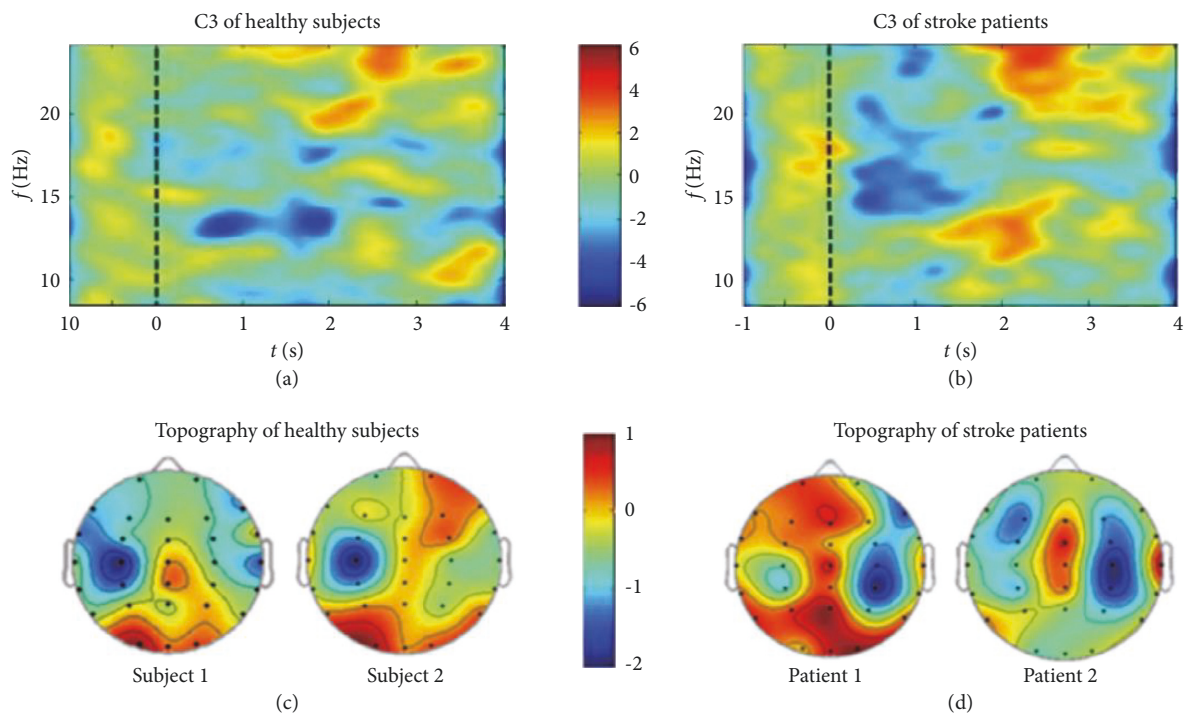 C3 of healthy subjects
20
15
10
f (Hz)
10 0 1 2 3 4
t (s)
(a)
6
4
2
0
-2
-4
-6
C3 of stroke patients
20
15
10
f (Hz)
-1 0 1 2 3 4
t (s)
(b)
Topography of healthy subjects
Subject 1
Subject 2
(c)
1
0
-1
-2
Topography of stroke patients
Patient 1
Patient 2
(d)